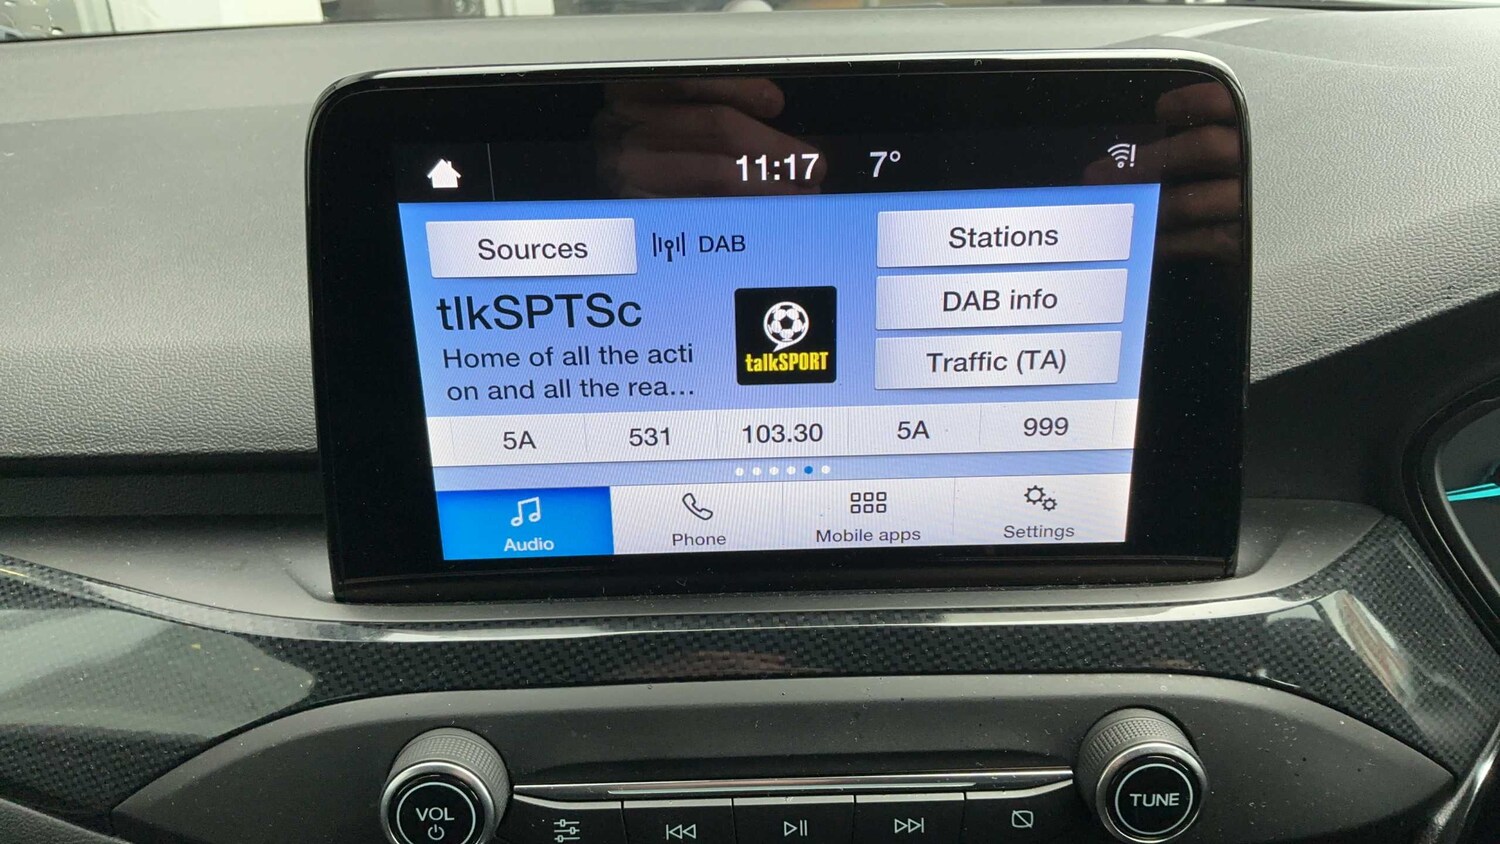 11:17 7°
Sources DAB Stations
tlkSPTSc
DAB info
Home of all the acti
on and all the rea...
talkSPORT
Traffic (TA)
5A 531 103.30 5A 999
Audio Phone Mobile apps Settings
VOL TUNE